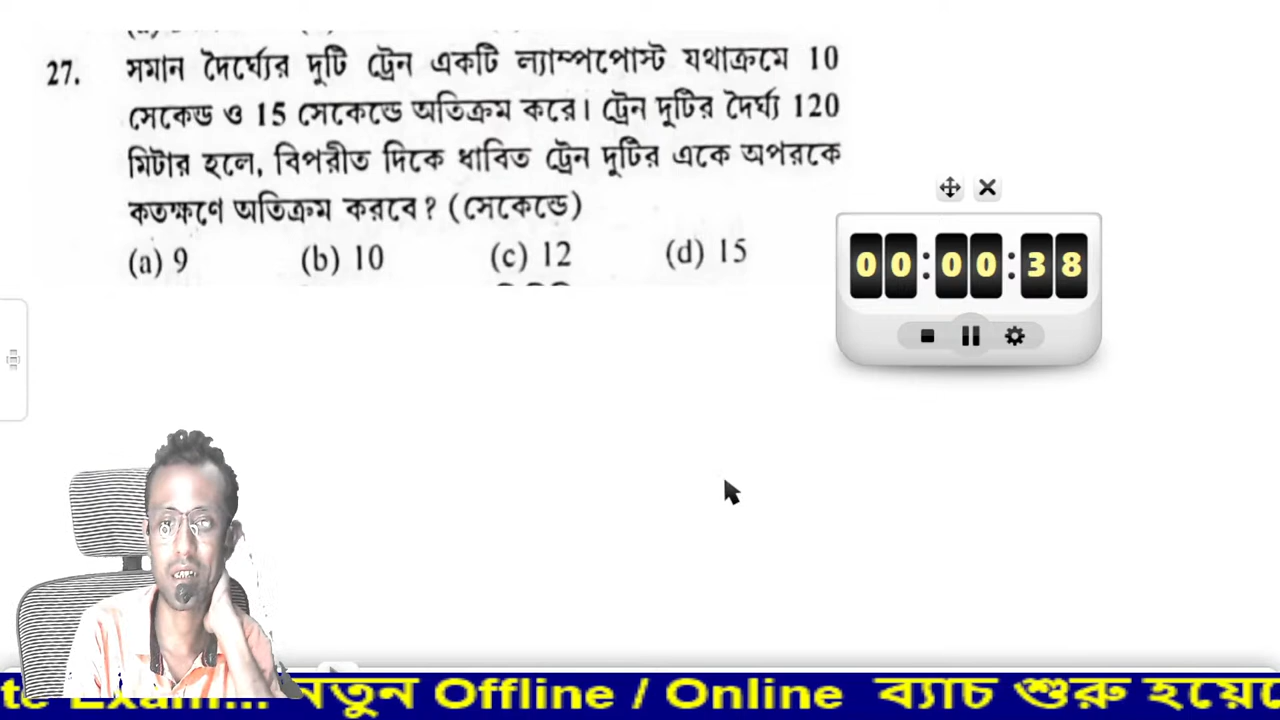 27. সমান দৈর্ঘ্যের দুটি ট্রেন একটি ল্যাম্পপোস্ট যথাক্রমে 10
সেকেন্ড ও 15 সেকেন্ডে অতিক্রম করে। ট্রেন দুটির দৈর্ঘ্য 120
মিটার হলে, বিপরীত দিকে ধাবিত ট্রেন দুটির একে অপরকে
কতক্ষণে অতিক্রম করবে? (সেকেন্ডে)
(a) 9 (b) 10 (c) 12 (d) 15
00:00:38
নতুন Offline / Online ব্যাচ শুরু